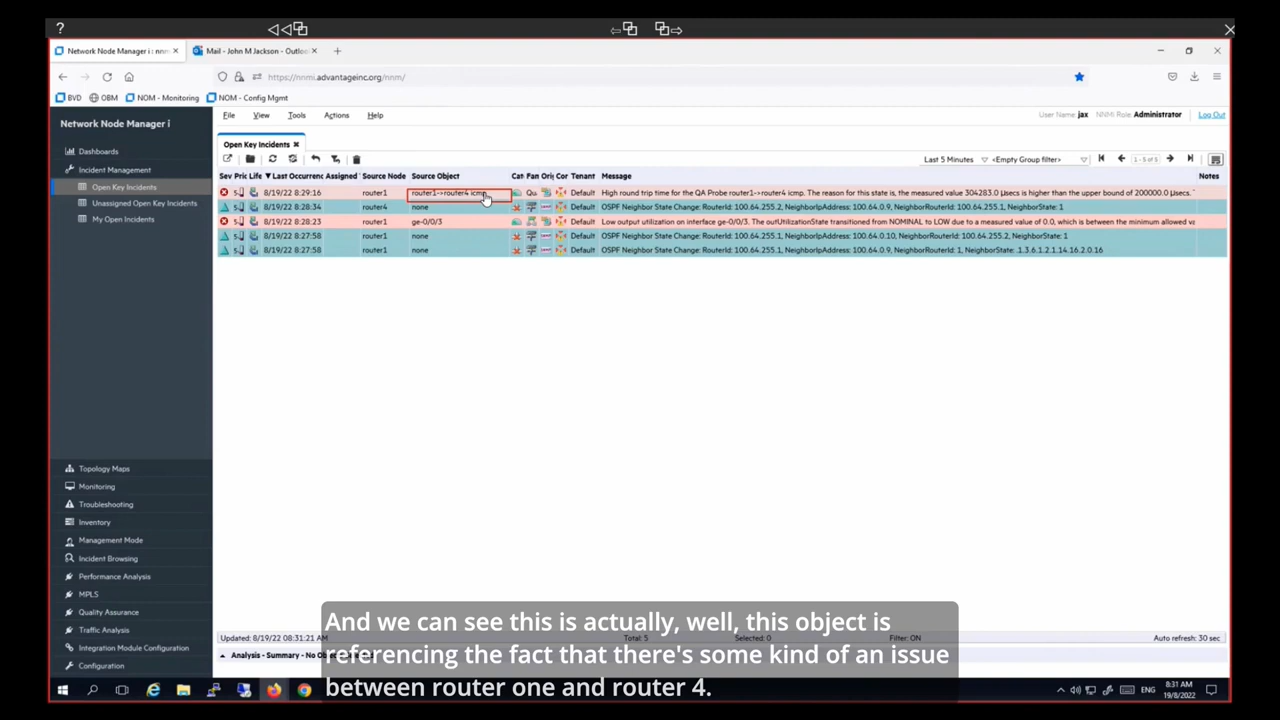 ?
Network Node Manager i : nnm
Mail - John M Jackson - Outlo
https://nnmi.advantageinc.org/nnm/
BVD OBM NOM - Monitoring NOM - Config Mgmt
Network Node Manager i
File View Tools Actions Help
User Name jax NNMi Role Administrator Log Out
Dashboards
Incident Management
Open Key Incidents
Unassigned Open Key Incidents
My Open Incidents
Topology Maps
Monitoring
Troubleshooting
Inventory
Management Mode
Incident Browsing
Performance Analysis
MPLS
Quality Assurance
Traffic Analysis
Integration Module Configuration
Configuration
Open Key Incidents
Last 5 Minutes <Empty Group filter> 1 - 5 of 5
Sev Pric Life Last Occurrenc Assigned Source Node Source Object Cat Fan Orig Cor Tenant Message Notes
8/19/22 8:29:16 router1 router1->router4 icmp Default High round trip time for the QA Probe router1->router4 icmp. The reason for this state is, the measured value 304283.0 μsecs is higher than the upper bound of 200000.0 μsecs.
8/19/22 8:28:34 router4 none Default OSPF Neighbor State Change: RouterId: 100.64.255.2, NeighborIpAddress: 100.64.0.9, NeighborRouterId: 100.64.255.1, NeighborState: 1
8/19/22 8:28:23 router1 ge-0/0/3 Default Low output utilization on interface ge-0/0/3. The outUtilizationState transitioned from NOMINAL to LOW due to a measured value of 0.0, which is between the minimum allowed va
8/19/22 8:27:58 router1 none Default OSPF Neighbor State Change: RouterId: 100.64.255.1, NeighborIpAddress: 100.64.0.10, NeighborRouterId: 100.64.255.2, NeighborState: 1
8/19/22 8:27:58 router1 none Default OSPF Neighbor State Change: RouterId: 100.64.255.1, NeighborIpAddress: 100.64.0.9, NeighborRouterId: 1, NeighborState: .1.3.6.1.2.1.14.16.2.0.16
Updated: 8/19/22 08:31:21 AM Total: 5 Selected: 0 Filter: ON Auto refresh: 30 sec
Analysis - Summary - No Ob
And we can see this is actually, well, this object is
referencing the fact that there's some kind of an issue
between router one and router 4.
ENG
8:31 AM
19/8/2022